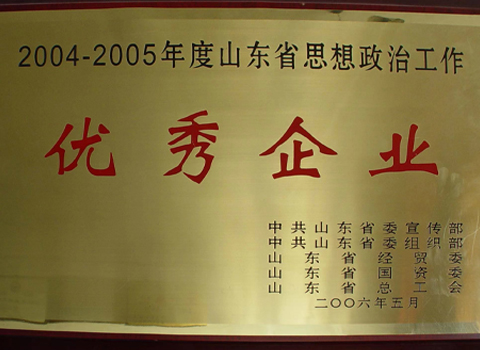 2004-2005年度山东省思想政治工作
优秀企业
中共山东省委宣传部
中共山东省委组织部
山东省经贸委
山东省国资委
山东省总工会
二〇〇六年五月